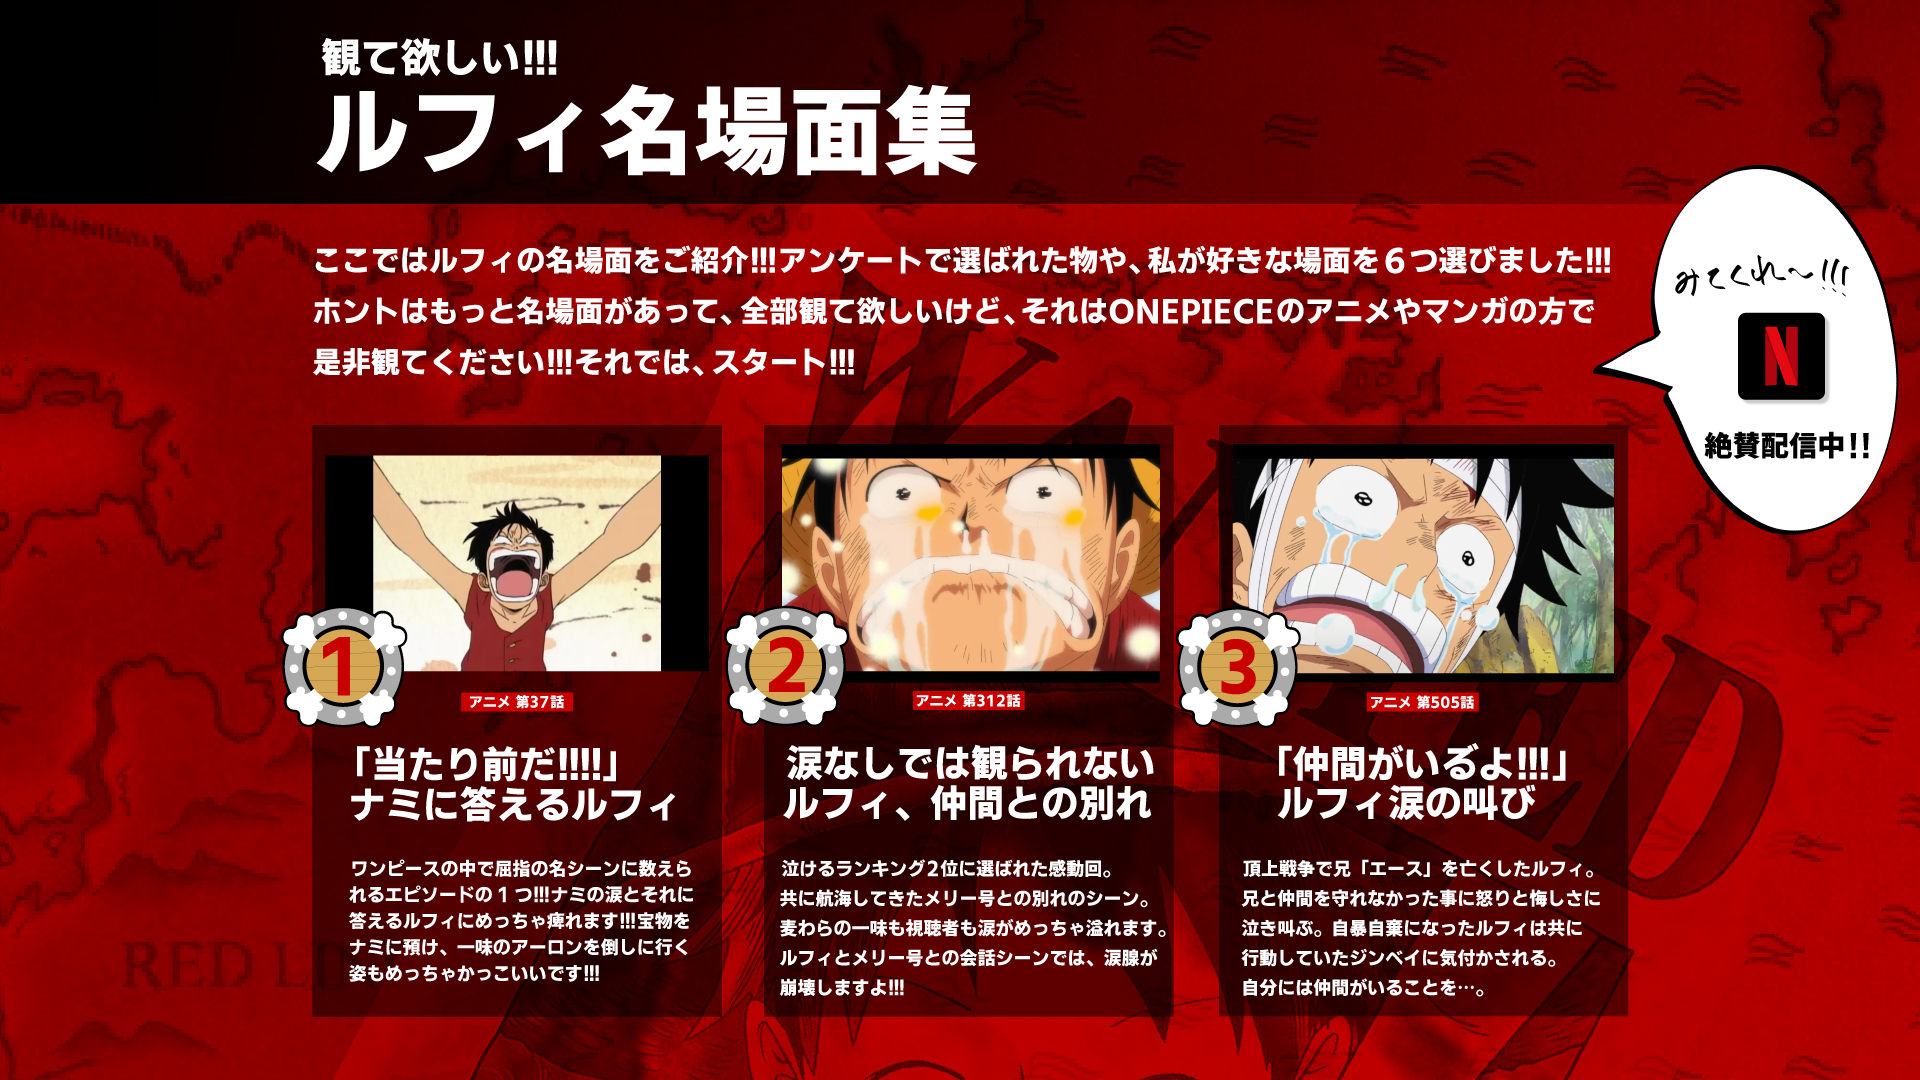 観て欲しい!!!
ルフィ名場面集
ここではルフィの名場面をご紹介!!!アンケートで選ばれた物や、私が好きな場面を６つ選びました!!!
ホントはもっと名場面があって、全部観て欲しいけど、それはONEPIECEのアニメやマンガの方で
是非観てください!!!それでは、スタート!!!
みてくれ〜!!!
N
絶賛配信中!!
1
アニメ 第37話
「当たり前だ!!!!」
ナミに答えるルフィ
ワンピースの中で屈指の名シーンに数えら
れるエピソードの１つ!!!ナミの涙とそれに
答えるルフィにめっちゃ痺れます!!!宝物を
ナミに預け、一味のアーロンを倒しに行く
姿もめっちゃかっこいいです!!!
2
アニメ 第312話
涙なしでは観られない
ルフィ、仲間との別れ
泣けるランキング2位に選ばれた感動回。
共に航海してきたメリー号との別れのシーン。
麦わらの一味も視聴者も涙がめっちゃ溢れます。
ルフィとメリー号との会話シーンでは、涙腺が
崩壊しますよ!!!
3
アニメ 第505話
「仲間がいるよ!!!」
ルフィ涙の叫び
頂上戦争で兄「エース」を亡くしたルフィ。
兄と仲間を守れなかった事に怒りと悔しさに
泣き叫ぶ。自暴自棄になったルフィは共に
行動していたジンベイに気付かされる。
自分には仲間がいることを…。
RED LI